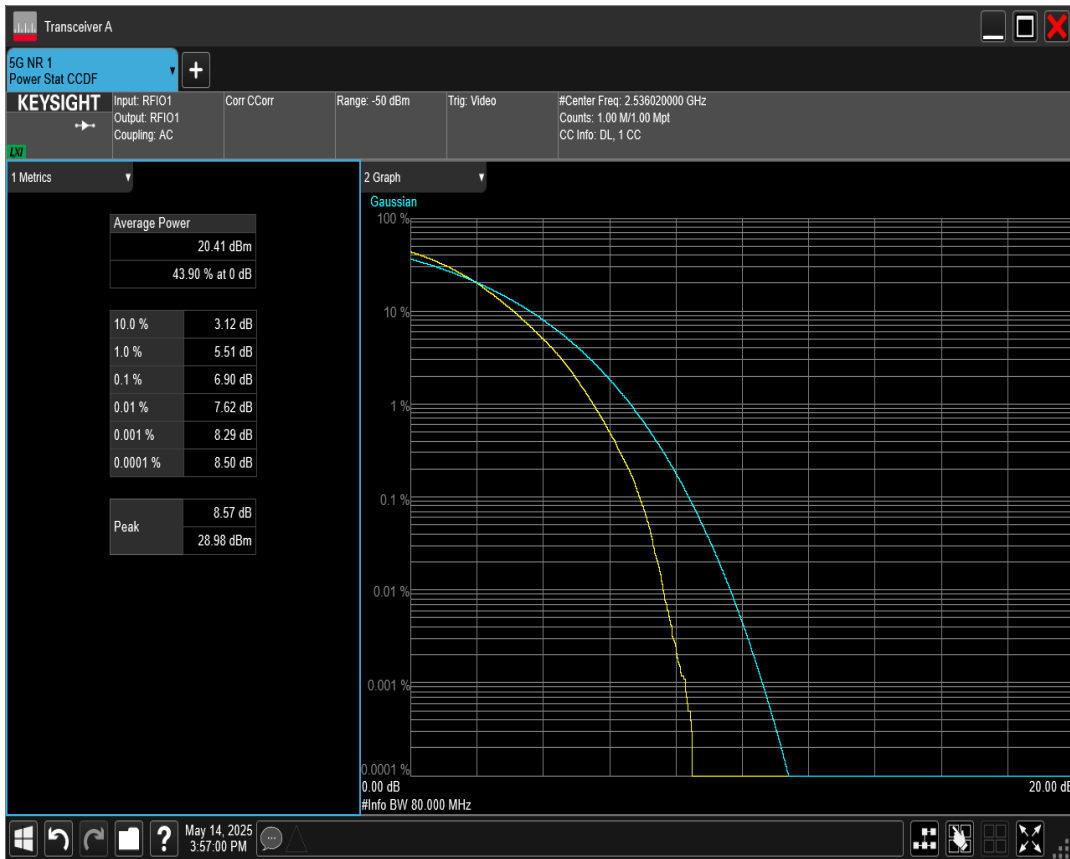 Transceiver A
5G NR 1
Power Stat CCDF
+
KEYSIGHT
LXI
Input: RFIO1
Output: RFIO1
Coupling: AC
Corr CCorr
Range: -50 dBm
Trig: Video
#Center Freq: 2.536020000 GHz
Counts: 1.00 M/1.00 Mpt
CC Info: DL, 1 CC
1 Metrics
Average Power
20.41 dBm
43.90 % at 0 dB
10.0 % 3.12 dB
1.0 % 5.51 dB
0.1 % 6.90 dB
0.01 % 7.62 dB
0.001 % 8.29 dB
0.0001 % 8.50 dB
Peak 8.57 dB
28.98 dBm
2 Graph
Gaussian
100 %
10 %
1 %
0.1 %
0.01 %
0.001 %
0.0001 %
0.00 dB 20.00 dB
#Info BW 80.000 MHz
?
May 14, 2025
3:57:00 PM